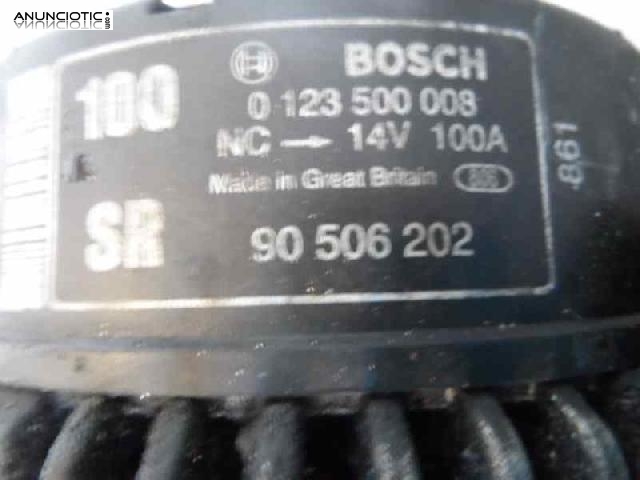 ANUNCIOTIC
100
BOSCH
0 123 500 008
NC → 14V 100A
Made in Great Britain
SR
90 506 202
861